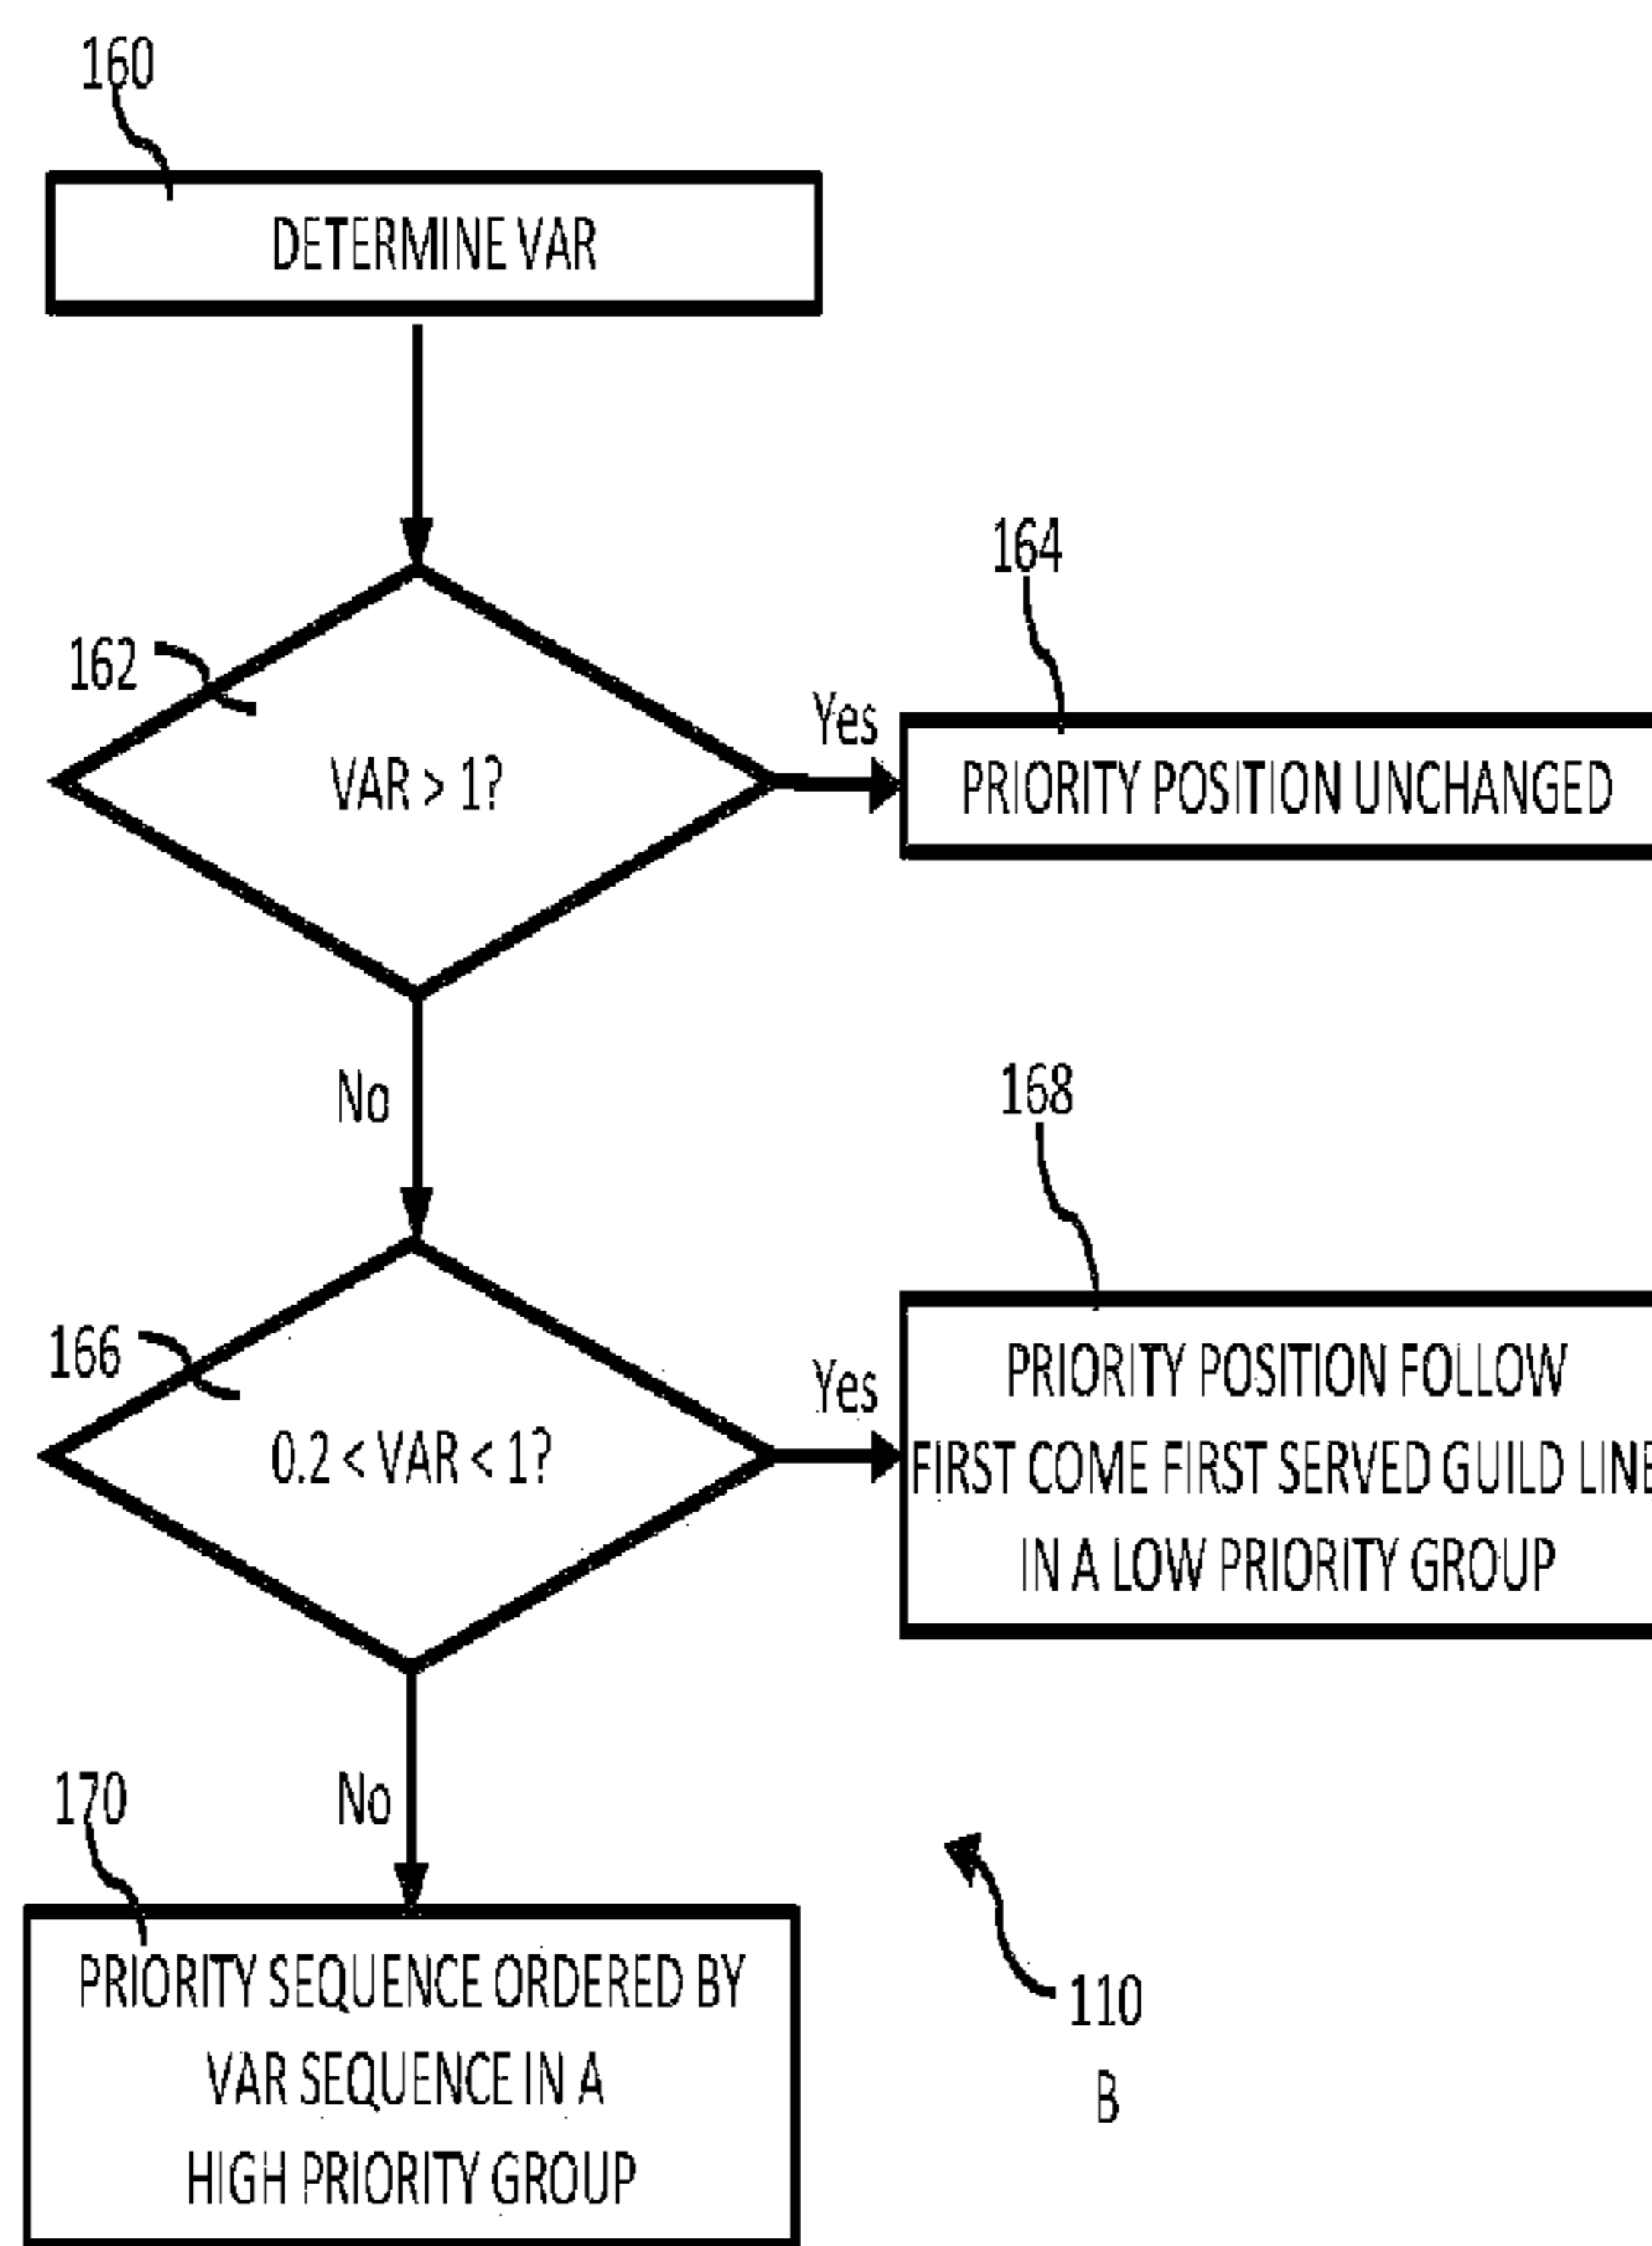 160
DETERMINE VAR
162
VAR > 1?
Yes
164
PRIORITY POSITION UNCHANGED
No
166
0.2 < VAR < 1?
Yes
168
PRIORITY POSITION FOLLOW
FIRST COME FIRST SERVED GUILD LINE
IN A LOW PRIORITY GROUP
No
170
PRIORITY SEQUENCE ORDERED BY
VAR SEQUENCE IN A
HIGH PRIORITY GROUP
110
B